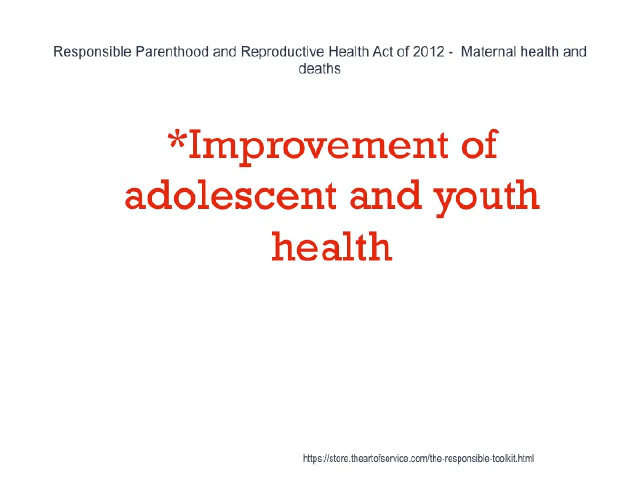 Responsible Parenthood and Reproductive Health Act of 2012 -  Maternal health and
deaths
*Improvement of
adolescent and youth
health
https://store.theartofservice.com/the-responsible-toolkit.html